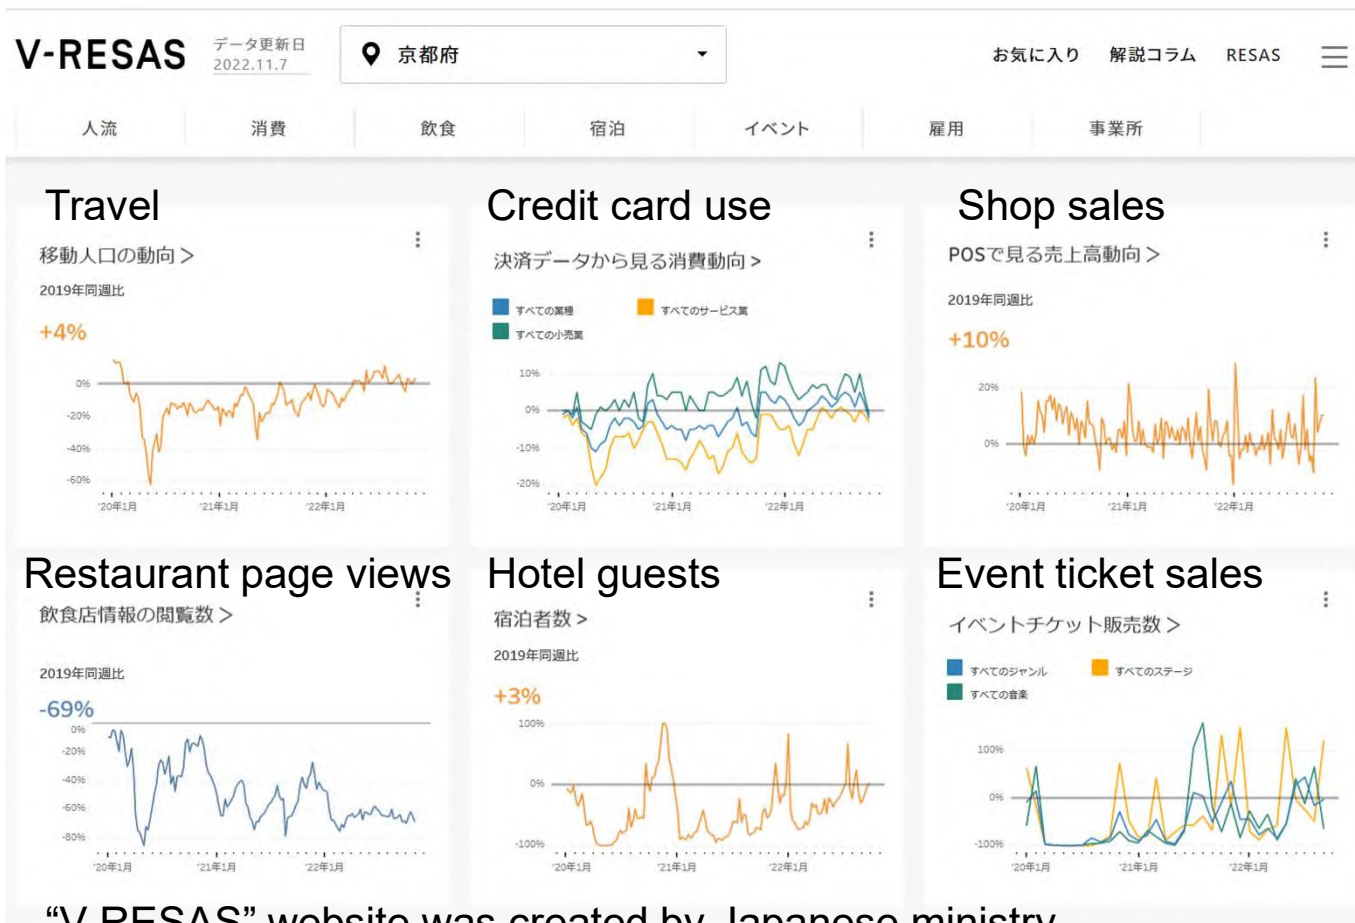 V-RESAS
データ更新日
2022.11.7
京都府
お気に入り 解説コラム RESAS
人流 消費 飲食 宿泊 イベント 雇用 事業所
Travel
移動人口の動向 >
2019年同週比
+4%
0%
-20%
-40%
-60%
'20年1月 '21年1月 '22年1月
Credit card use
決済データから見る消費動向 >
すべての業種 すべてのサービス業
すべての小売業
10%
0%
-10%
-20%
'20年1月 '21年1月 '22年1月
Shop sales
POSで見る売上高動向 >
2019年同週比
+10%
20%
0%
'20年1月 '21年1月 '22年1月
Restaurant page views
飲食店情報の閲覧数 >
2019年同週比
-69%
0%
-20%
-40%
-60%
-80%
'20年1月 '21年1月 '22年1月
Hotel guests
宿泊者数 >
2019年同週比
+3%
100%
0%
-100%
'20年1月 '21年1月 '22年1月
Event ticket sales
イベントチケット販売数 >
すべてのジャンル すべてのステージ
すべての音楽
100%
0%
-100%
'20年1月 '21年1月 '22年1月
“V-RESAS” website was created by Japanese ministry